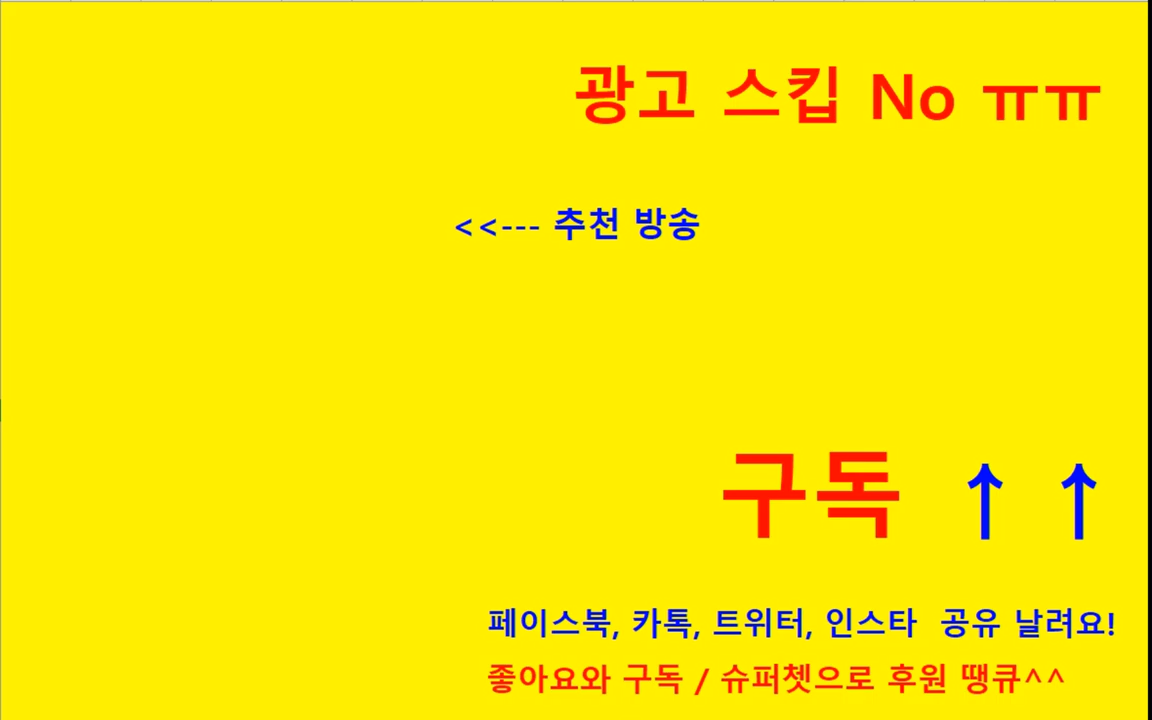 광고 스킵 No ㅠㅠ
<<--- 추천 방송
구독 ↑ ↑
페이스북, 카톡, 트위터, 인스타 공유 날려요!
좋아요와 구독 / 슈퍼쳇으로 후원 땡큐^^